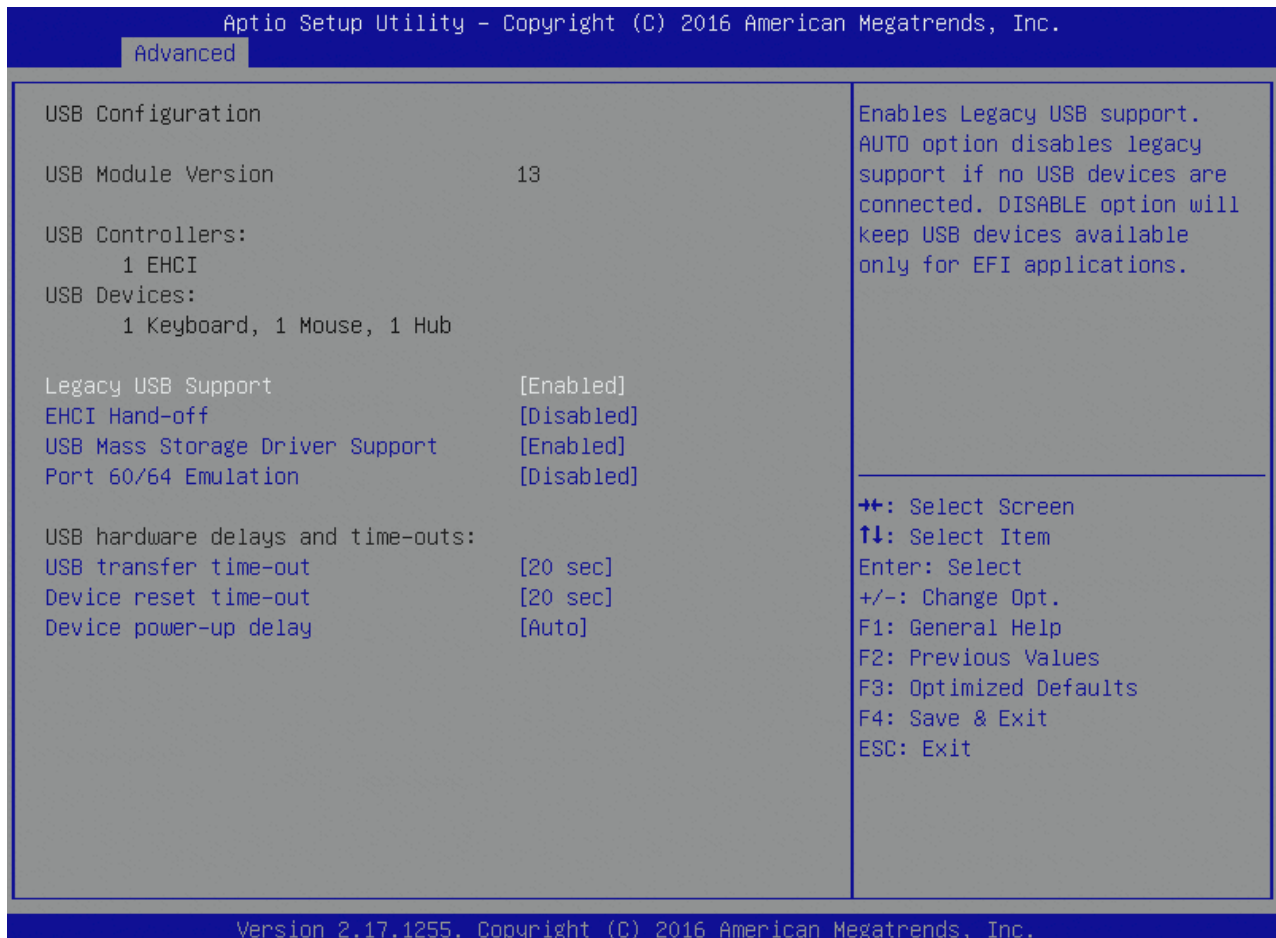 Aptio Setup Utility – Copyright (C) 2016 American Megatrends, Inc.
Advanced
USB Configuration
USB Module Version 13
USB Controllers:
1 EHCI
USB Devices:
1 Keyboard, 1 Mouse, 1 Hub
Legacy USB Support [Enabled]
EHCI Hand-off [Disabled]
USB Mass Storage Driver Support [Enabled]
Port 60/64 Emulation [Disabled]
USB hardware delays and time-outs:
USB transfer time-out [20 sec]
Device reset time-out [20 sec]
Device power-up delay [Auto]
Enables Legacy USB support.
AUTO option disables legacy
support if no USB devices are
connected. DISABLE option will
keep USB devices available
only for EFI applications.
→←: Select Screen
↑↓: Select Item
Enter: Select
+/-: Change Opt.
F1: General Help
F2: Previous Values
F3: Optimized Defaults
F4: Save & Exit
ESC: Exit
Version 2.17.1255. Copyright (C) 2016 American Megatrends, Inc.